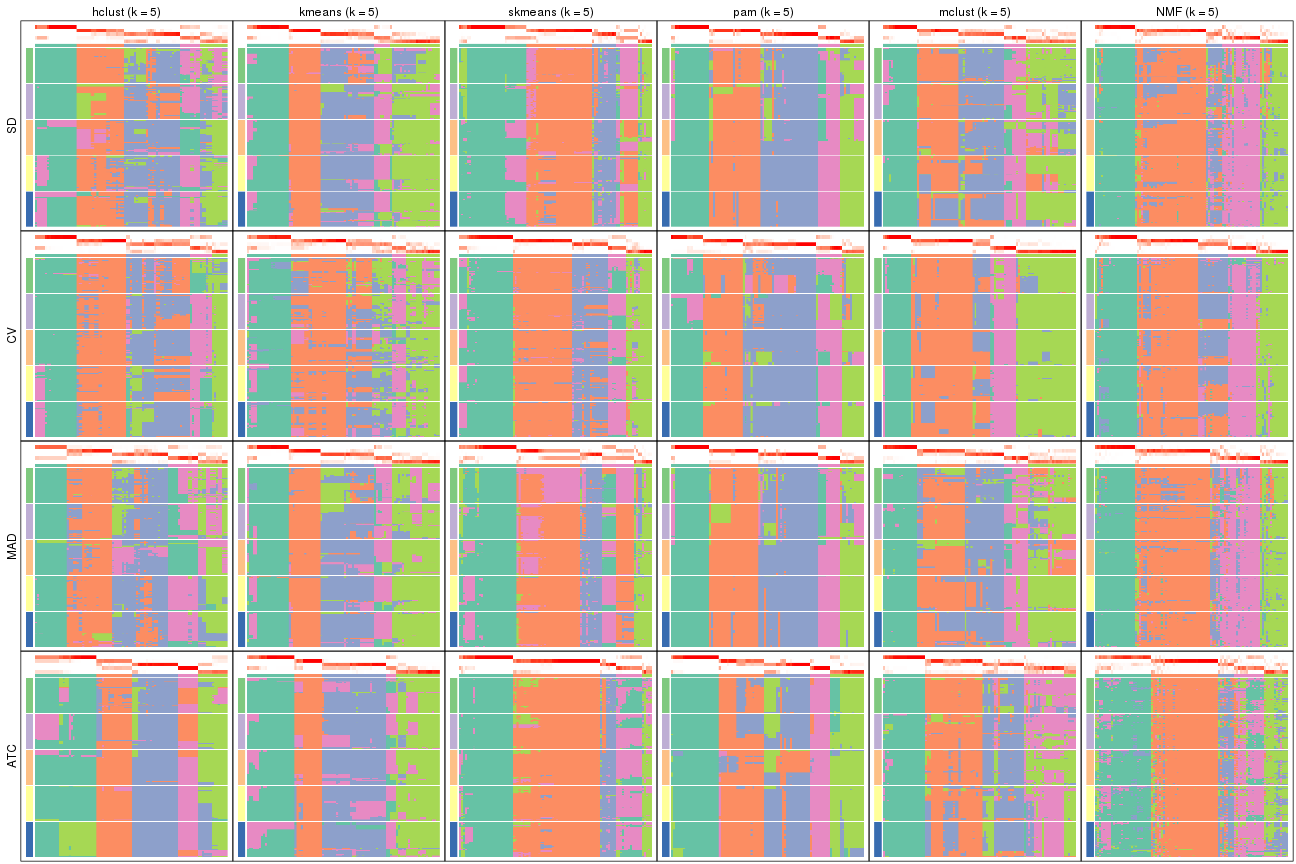 hclust (k = 5) kmeans (k = 5) skmeans (k = 5) pam (k = 5) mclust (k = 5) NMF (k = 5)
SD
CV
MAD
ATC